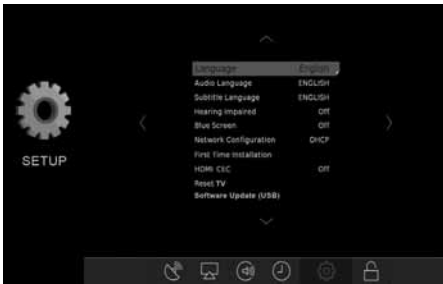 Language English
Audio Language ENGLISH
Subtitle Language ENGLISH
Hearing Impaired Off
Blue Screen Off
Network Configuration DHCP
First Time Installation
HDMI CEC Off
Reset TV
Software Update (USB)
SETUP